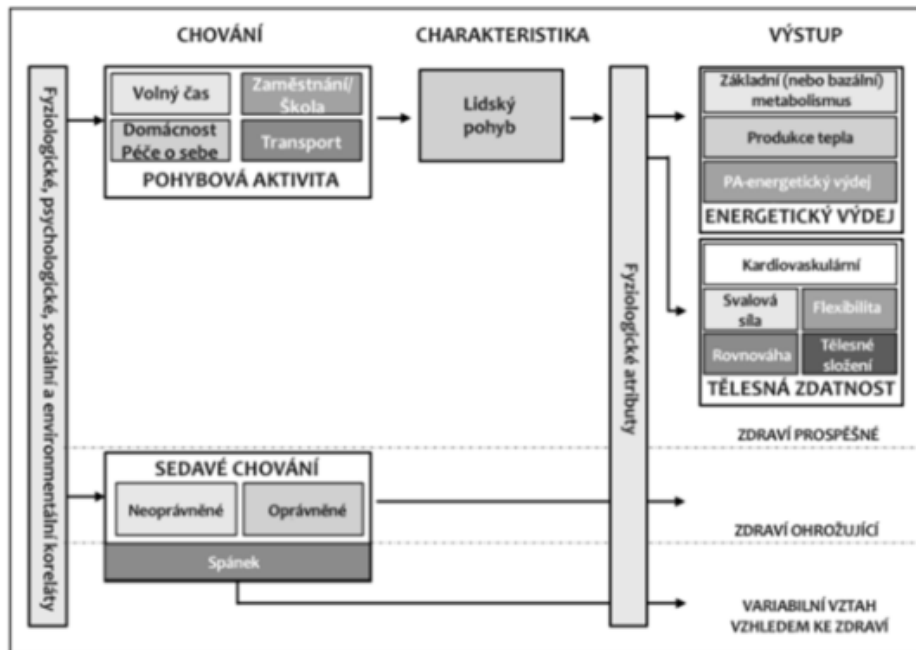 CHOVÁNÍ
CHARAKTERISTIKA
VÝSTUP
Fyziologické, psychologické, sociální a environmentální koreláty
Volný čas
Zaměstnání/
Škola
Domácnost
Péče o sebe
Transport
POHYBOVÁ AKTIVITA
Lidský
pohyb
Fyziologické atributy
Základní (nebo bazální)
metabolismus
Produkce tepla
PA-energetický výdej
ENERGETICKÝ VÝDEJ
Kardiovaskulární
Svalová
síla
Flexibilita
Rovnováha
Tělesné
složení
TĚLESNÁ ZDATNOST
ZDRAVÍ PROSPĚŠNÉ
SEDAVÉ CHOVÁNÍ
Neoprávněné
Oprávněné
ZDRAVÍ OHROŽUJÍCÍ
Spánek
VARIABILNÍ VZTAH
VZHLEDEM KE ZDRAVÍ